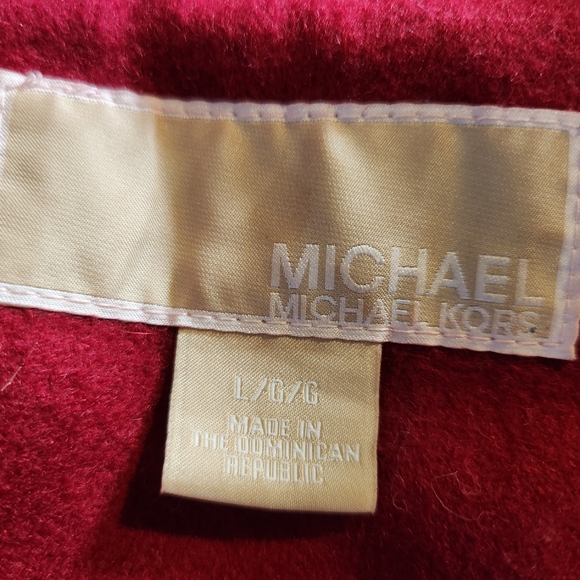 MICHAEL
MICHAEL KORS
L/G/G
MADE IN
THE DOMINICAN
REPUBLIC